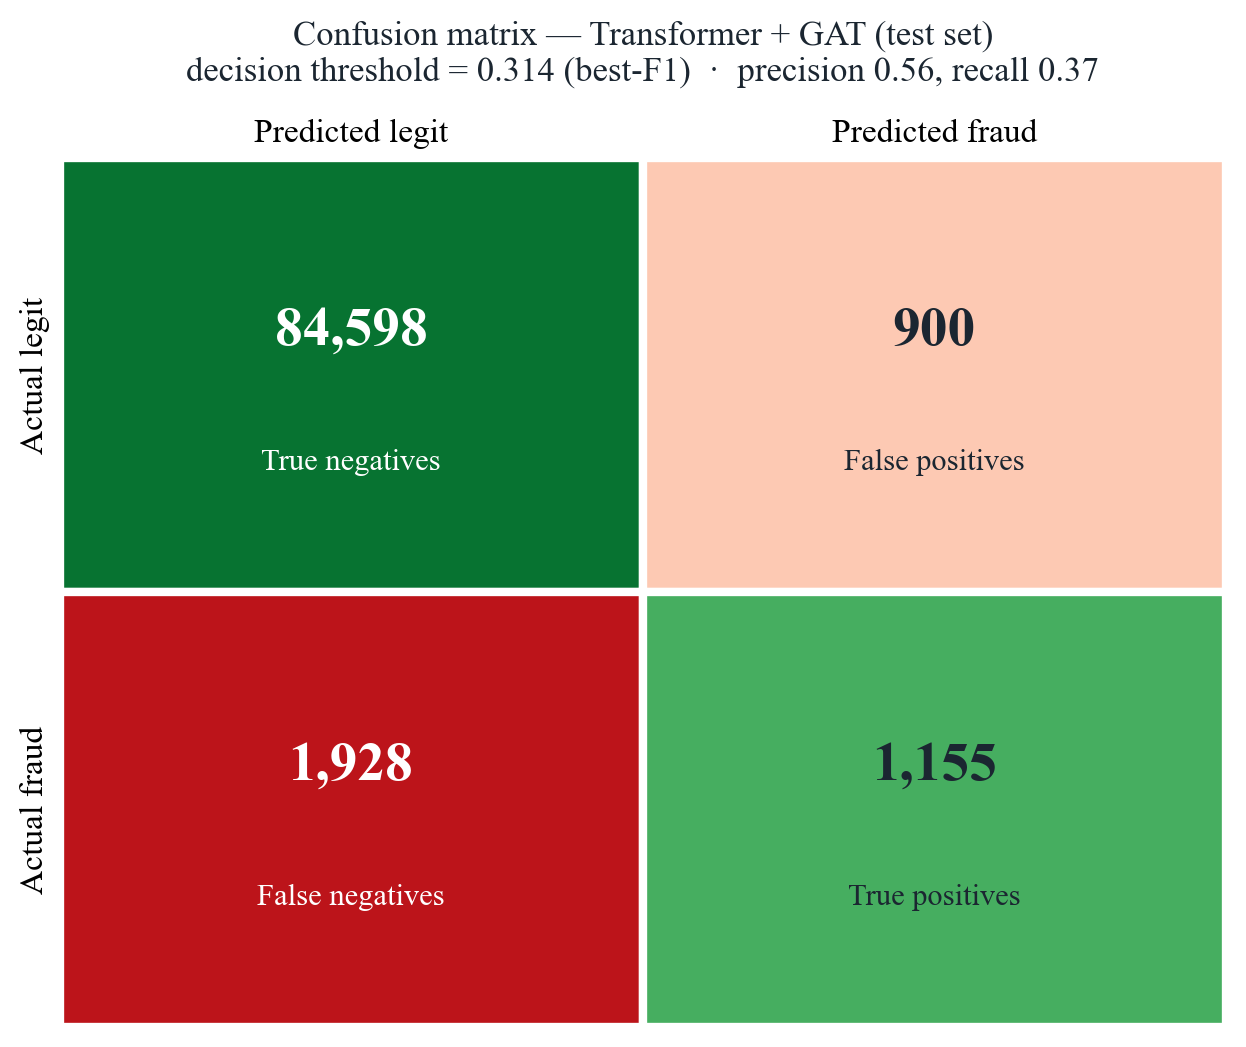 Confusion matrix — Transformer + GAT (test set)
decision threshold = 0.314 (best-F1) · precision 0.56, recall 0.37
Predicted legit
Predicted fraud
Actual legit
84,598
True negatives
900
False positives
Actual fraud
1,928
False negatives
1,155
True positives